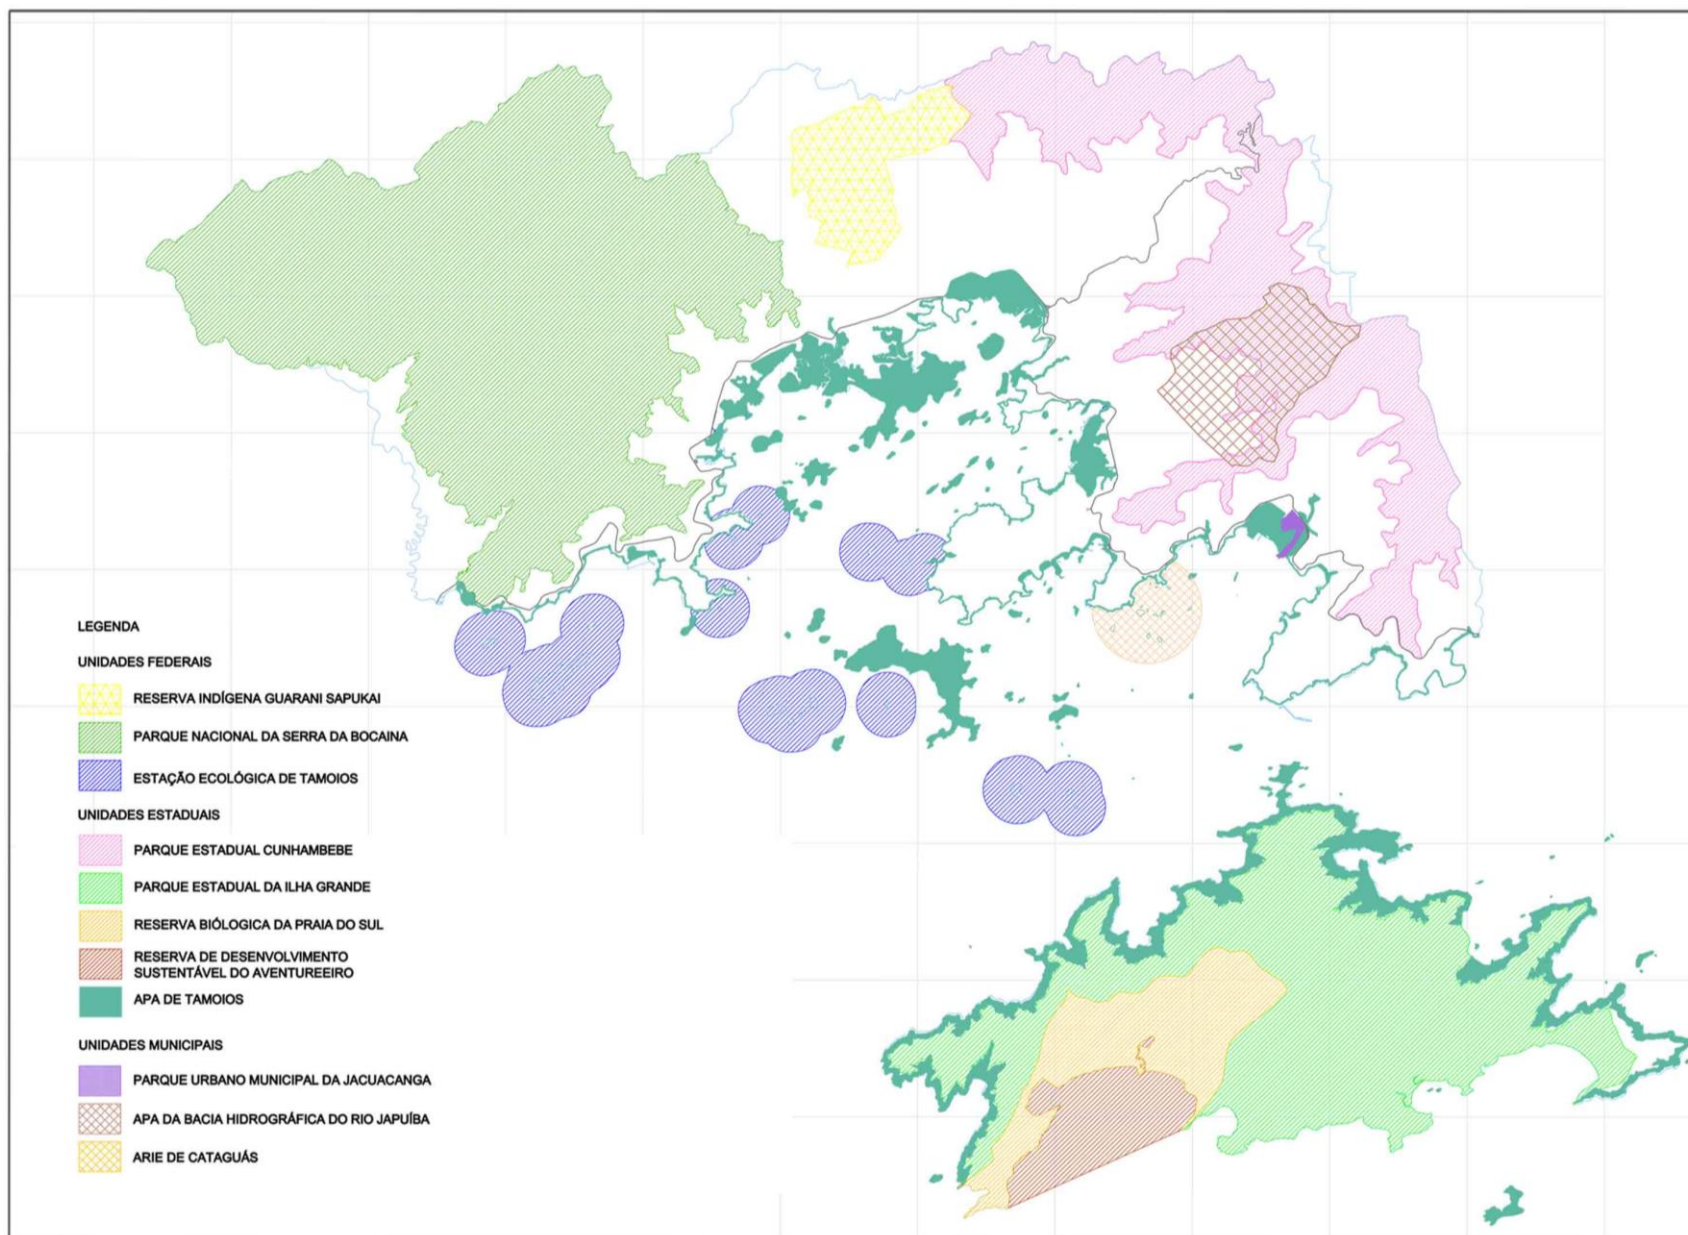 LEGENDA
UNIDADES FEDERAIS
RESERVA INDÍGENA GUARANI SAPUKAI
PARQUE NACIONAL DA SERRA DA BOCAINA
ESTAÇÃO ECOLÓGICA DE TAMOIOS
UNIDADES ESTADUAIS
PARQUE ESTADUAL CUNHAMBEBE
PARQUE ESTADUAL DA ILHA GRANDE
RESERVA BIÓLOGICA DA PRAIA DO SUL
RESERVA DE DESENVOLVIMENTO
SUSTENTÁVEL DO AVENTUREEIRO
APA DE TAMOIOS
UNIDADES MUNICIPAIS
PARQUE URBANO MUNICIPAL DA JACUACANGA
APA DA BACIA HIDROGRÁFICA DO RIO JAPUÍBA
ARIE DE CATAGUÁS